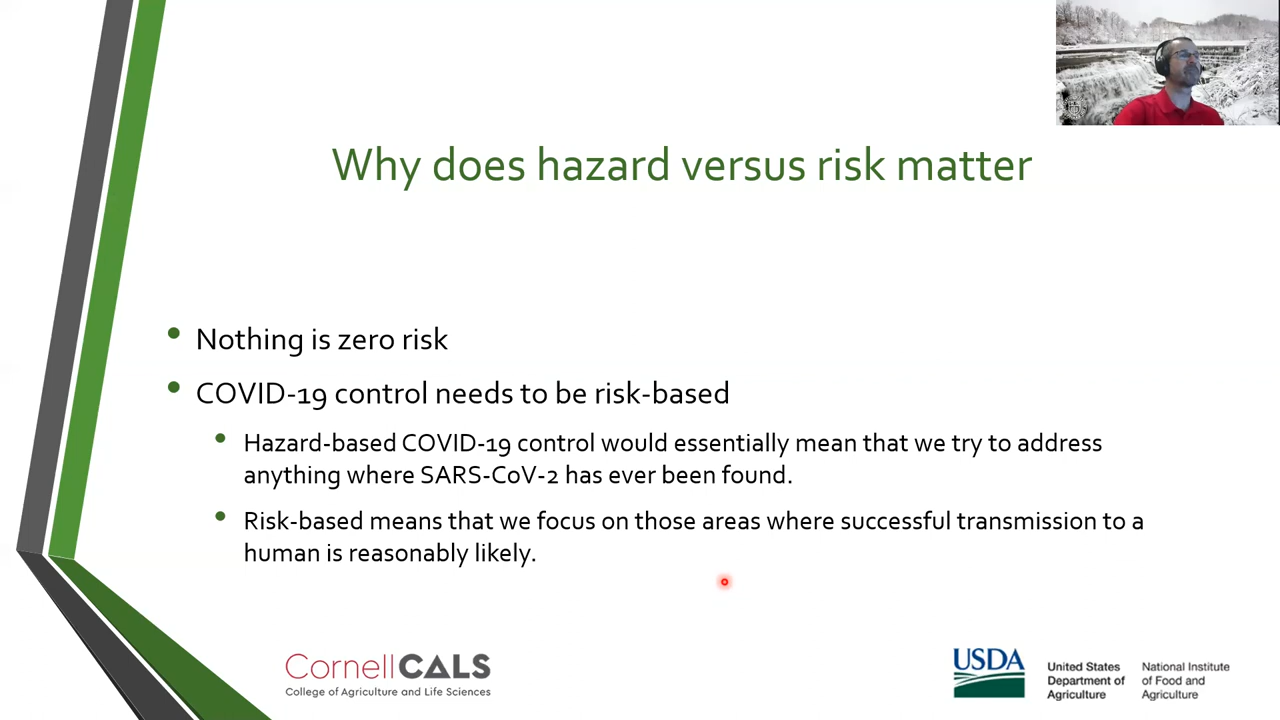 Why does hazard versus risk matter
• Nothing is zero risk
• COVID-19 control needs to be risk-based
• Hazard-based COVID-19 control would essentially mean that we try to address
anything where SARS-CoV-2 has ever been found.
• Risk-based means that we focus on those areas where successful transmission to a
human is reasonably likely.
CornellCALS
College of Agriculture and Life Sciences
USDA
United States
Department of
Agriculture
National Institute
of Food and
Agriculture